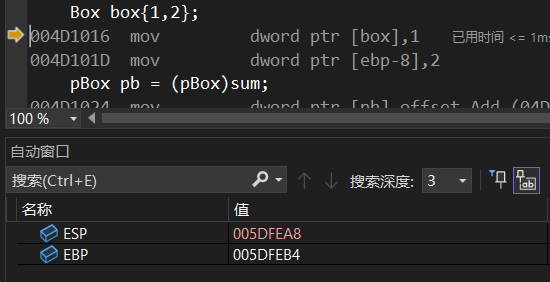 Box box{1,2};
004D1016 mov dword ptr [box],1 已用时间 <= 1ms
004D101D mov dword ptr [ebp-8],2
pBox pb = (pBox)sum;
004D1024 mov dword ptr [pb],offset Add (04D
100 %
自动窗口
搜索(Ctrl+E) 搜索深度: 3
名称 值
ESP 005DFEA8
EBP 005DFEB4